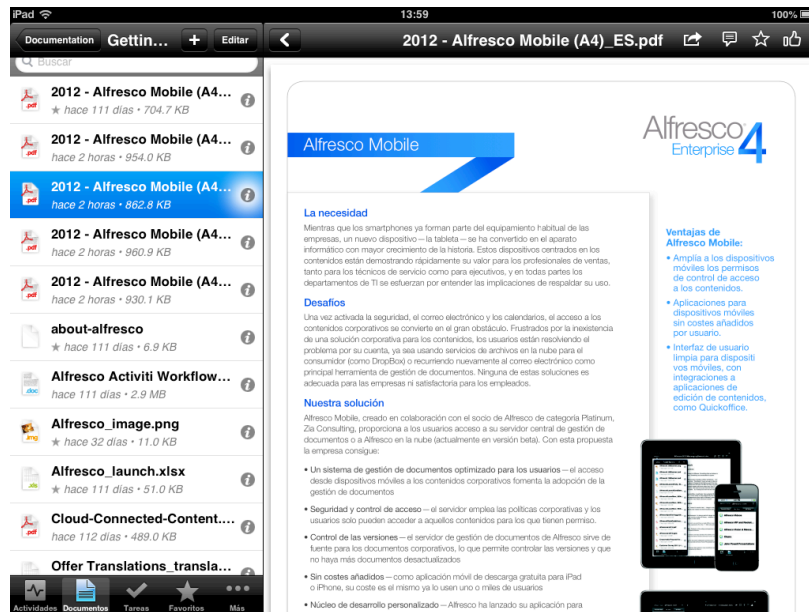 iPad
13:59
100%
Documentation
Gettin...
+
Editar
2012 - Alfresco Mobile (A4)_ES.pdf
Buscar
2012 - Alfresco Mobile (A4...
★ hace 111 dias • 704.7 KB
2012 - Alfresco Mobile (A4...
hace 2 horas • 954.0 KB
2012 - Alfresco Mobile (A4...
hace 2 horas • 862.8 KB
2012 - Alfresco Mobile (A4...
hace 2 horas • 960.9 KB
2012 - Alfresco Mobile (A4...
hace 2 horas • 930.1 KB
about-alfresco
★ hace 111 dias • 6.9 KB
Alfresco Activiti Workflow...
hace 111 dias • 2.9 MB
Alfresco_image.png
★ hace 32 dias • 11.0 KB
Alfresco_launch.xlsx
★ hace 111 dias • 51.0 KB
Cloud-Connected-Content....
hace 112 dias • 489.0 KB
Offer Translations_transla...
Actividades
Documentos
Tareas
Favoritos
Más
Alfresco Mobile
Alfresco
Enterprise 4
La necesidad
Mientras que los smartphones ya forman parte del equipamiento habitual de las
empresas, un nuevo dispositivo — la tableta — se ha convertido en el aparato
informático con mayor crecimiento de la historia. Estos dispositivos centrados en los
contenidos están demostrando rápidamente su valor para los profesionales de ventas,
tanto para los técnicos de servicio como para ejecutivos, y en todas partes los
departamentos de TI se esfuerzan por entender las implicaciones de respaldar su uso.
Desafíos
Una vez activada la seguridad, el correo electrónico y los calendarios, el acceso a los
contenidos corporativos se convierte en el gran obstáculo. Frustrados por la inexistencia
de una solución corporativa para los contenidos, los usuarios están resolviendo el
problema por su cuenta, ya sea usando servicios de archivos en la nube para el
consumidor (como DropBox) o recurriendo nuevamente al correo electrónico como
principal herramienta de gestión de documentos. Ninguna de estas soluciones es
adecuada para las empresas ni satisfactoria para los empleados.
Nuestra solución
Alfresco Mobile, creado en colaboración con el socio de Alfresco de categoría Platinum,
Zia Consulting, proporciona a los usuarios acceso a su servidor central de gestión de
documentos o a Alfresco en la nube (actualmente en versión beta). Con esta propuesta
la empresa consigue:
• Un sistema de gestión de documentos optimizado para los usuarios — el acceso
desde dispositivos móviles a los contenidos corporativos fomenta la adopción de la
gestión de documentos
• Seguridad y control de acceso — el servidor emplea las políticas corporativas y los
usuarios solo pueden acceder a aquellos contenidos para los que tienen permiso.
• Control de las versiones — el servidor de gestión de documentos de Alfresco sirve de
fuente para los documentos corporativos, lo que permite controlar las versiones y que
no haya más documentos desactualizados
• Sin costes añadidos — como aplicación móvil de descarga gratuita para iPad
o iPhone, su coste es el mismo ya lo usen uno o miles de usuarios
• Núcleo de desarrollo personalizado — Alfresco ha lanzado su aplicación para
Ventajas de
Alfresco Mobile:
• Amplia a los dispositivos
móviles los permisos
de control de acceso
a los contenidos.
• Aplicaciones para
dispositivos móviles
sin costes añadidos
por usuario.
• Interfaz de usuario
limpia para dispositi
vos móviles, con
integraciones a
aplicaciones de
edición de contenidos,
como Quickoffice.